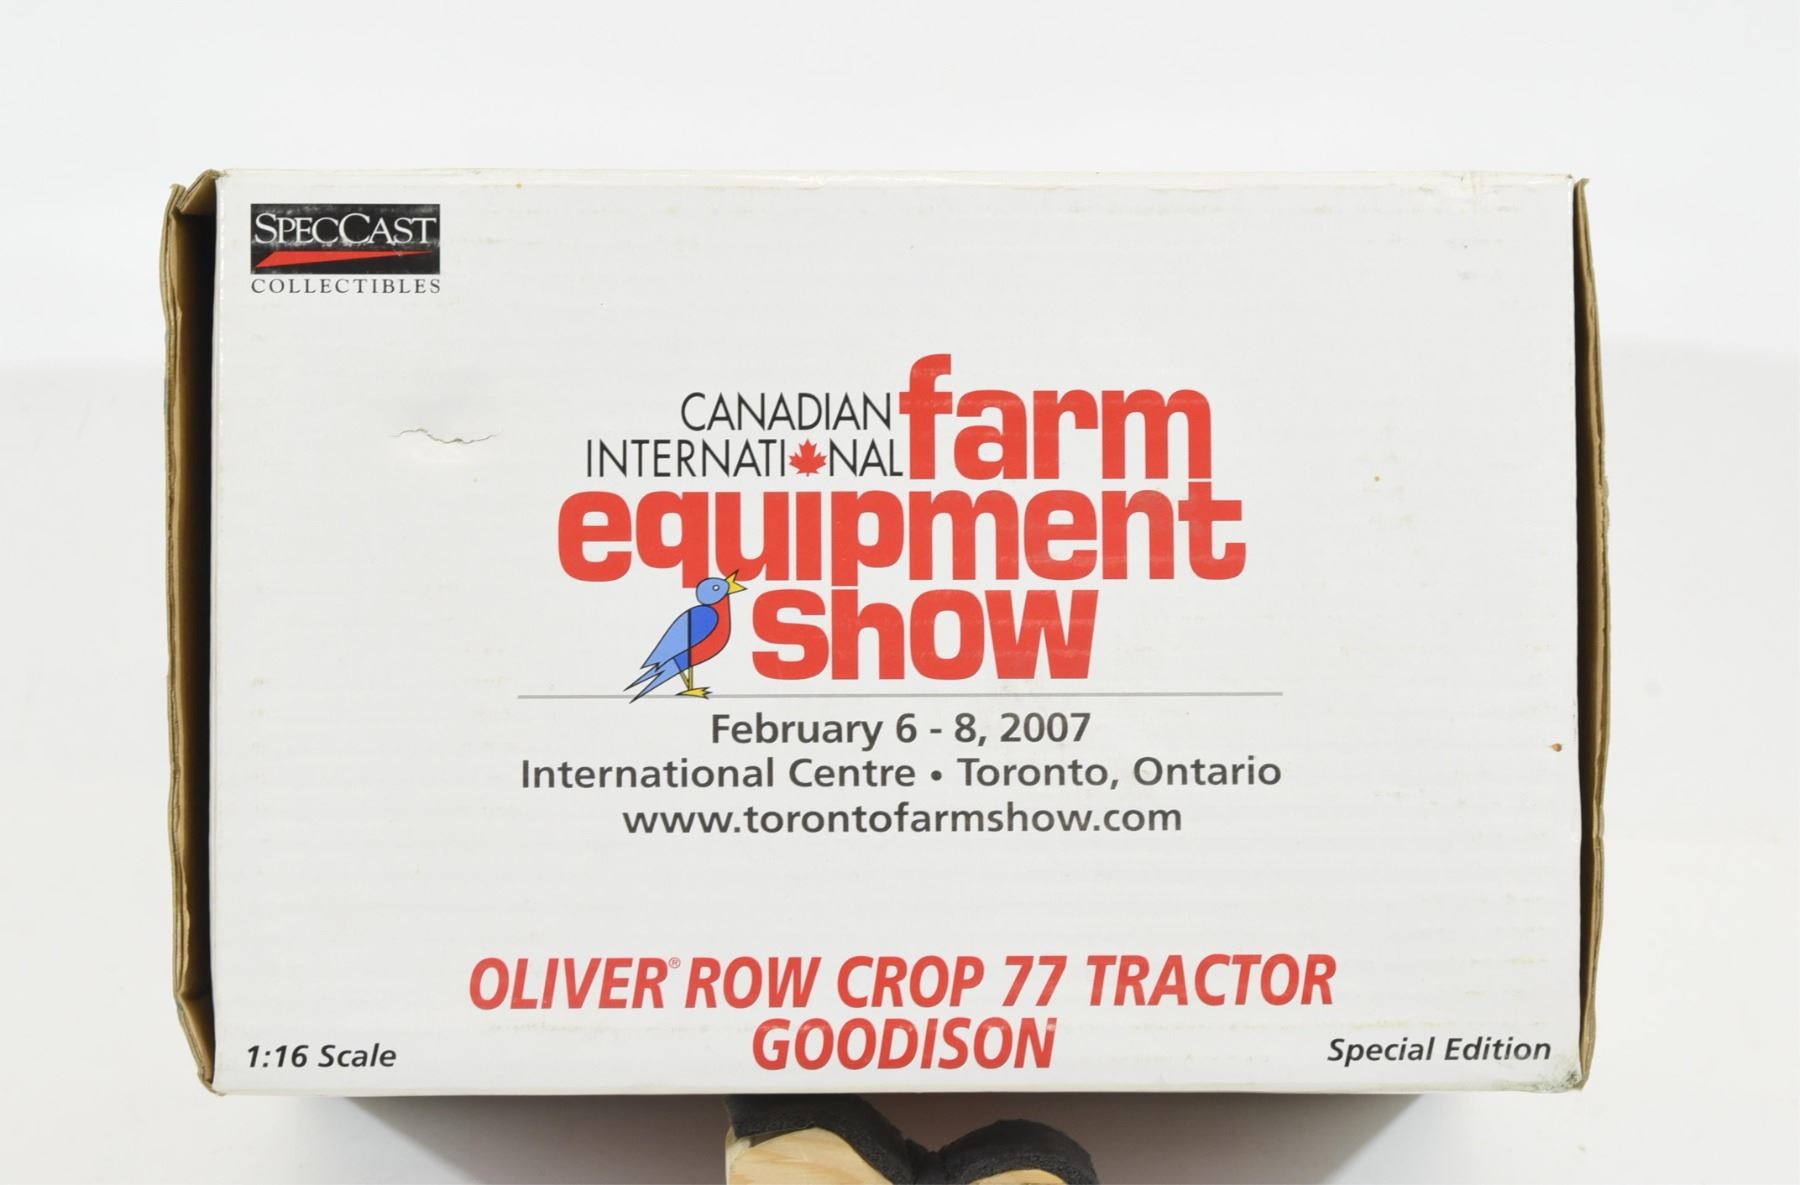 SPECCAST
COLLECTIBLES
CANADIAN
INTERNATIONAL
farm
equipment
show
February 6 - 8, 2007
International Centre • Toronto, Ontario
www.torontofarmshow.com
OLIVER® ROW CROP 77 TRACTOR
GOODISON
1:16 Scale
Special Edition